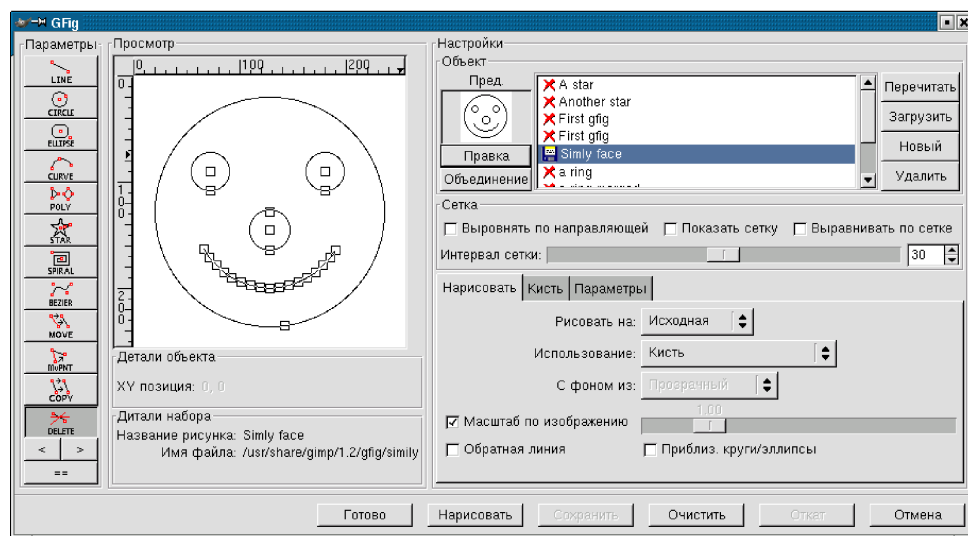 GFig
Параметры
LINE
CIRCLE
ELLIPSE
CURVE
POLY
STAR
SPIRAL
BEZIER
MOVE
MvPNT
COPY
DELETE
< >
==
Просмотр
0 100 200
0
100
200
Детали объекта
XY позиция: 0, 0
Дитали набора
Название рисунка: Simly face
Имя файла: /usr/share/gimp/1.2/gfig/simily
Настройки
Объект
Пред.
Правка
Объединение
A star
Another star
First gfig
First gfig
Simly face
a ring
Перечитать
Загрузить
Новый
Удалить
Сетка
Выровнять по направляющей Показать сетку Выравнивать по сетке
Интервал сетки: 30
Нарисовать Кисть Параметры
Рисовать на: Исходная
Использование: Кисть
С фоном из: Прозрачный
1.00
Масштаб по изображению
Обратная линия Приблиз. круги/эллипсы
Готово Нарисовать Сохранить Очистить Откат Отмена